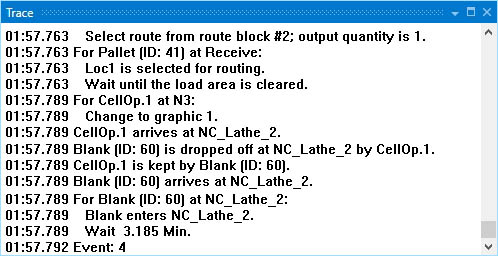 Trace
01:57.763    Select route from route block #2; output quantity is 1.
01:57.763 For Pallet (ID: 41) at Receive:
01:57.763    Loc1 is selected for routing.
01:57.763    Wait until the load area is cleared.
01:57.789 For CellOp.1 at N3:
01:57.789    Change to graphic 1.
01:57.789 CellOp.1 arrives at NC_Lathe_2.
01:57.789 Blank (ID: 60) is dropped off at NC_Lathe_2 by CellOp.1.
01:57.789 CellOp.1 is kept by Blank (ID: 60).
01:57.789 Blank (ID: 60) arrives at NC_Lathe_2.
01:57.789 For Blank (ID: 60) at NC_Lathe_2:
01:57.789    Blank enters NC_Lathe_2.
01:57.789    Wait  3.185 Min.
01:57.792 Event: 4